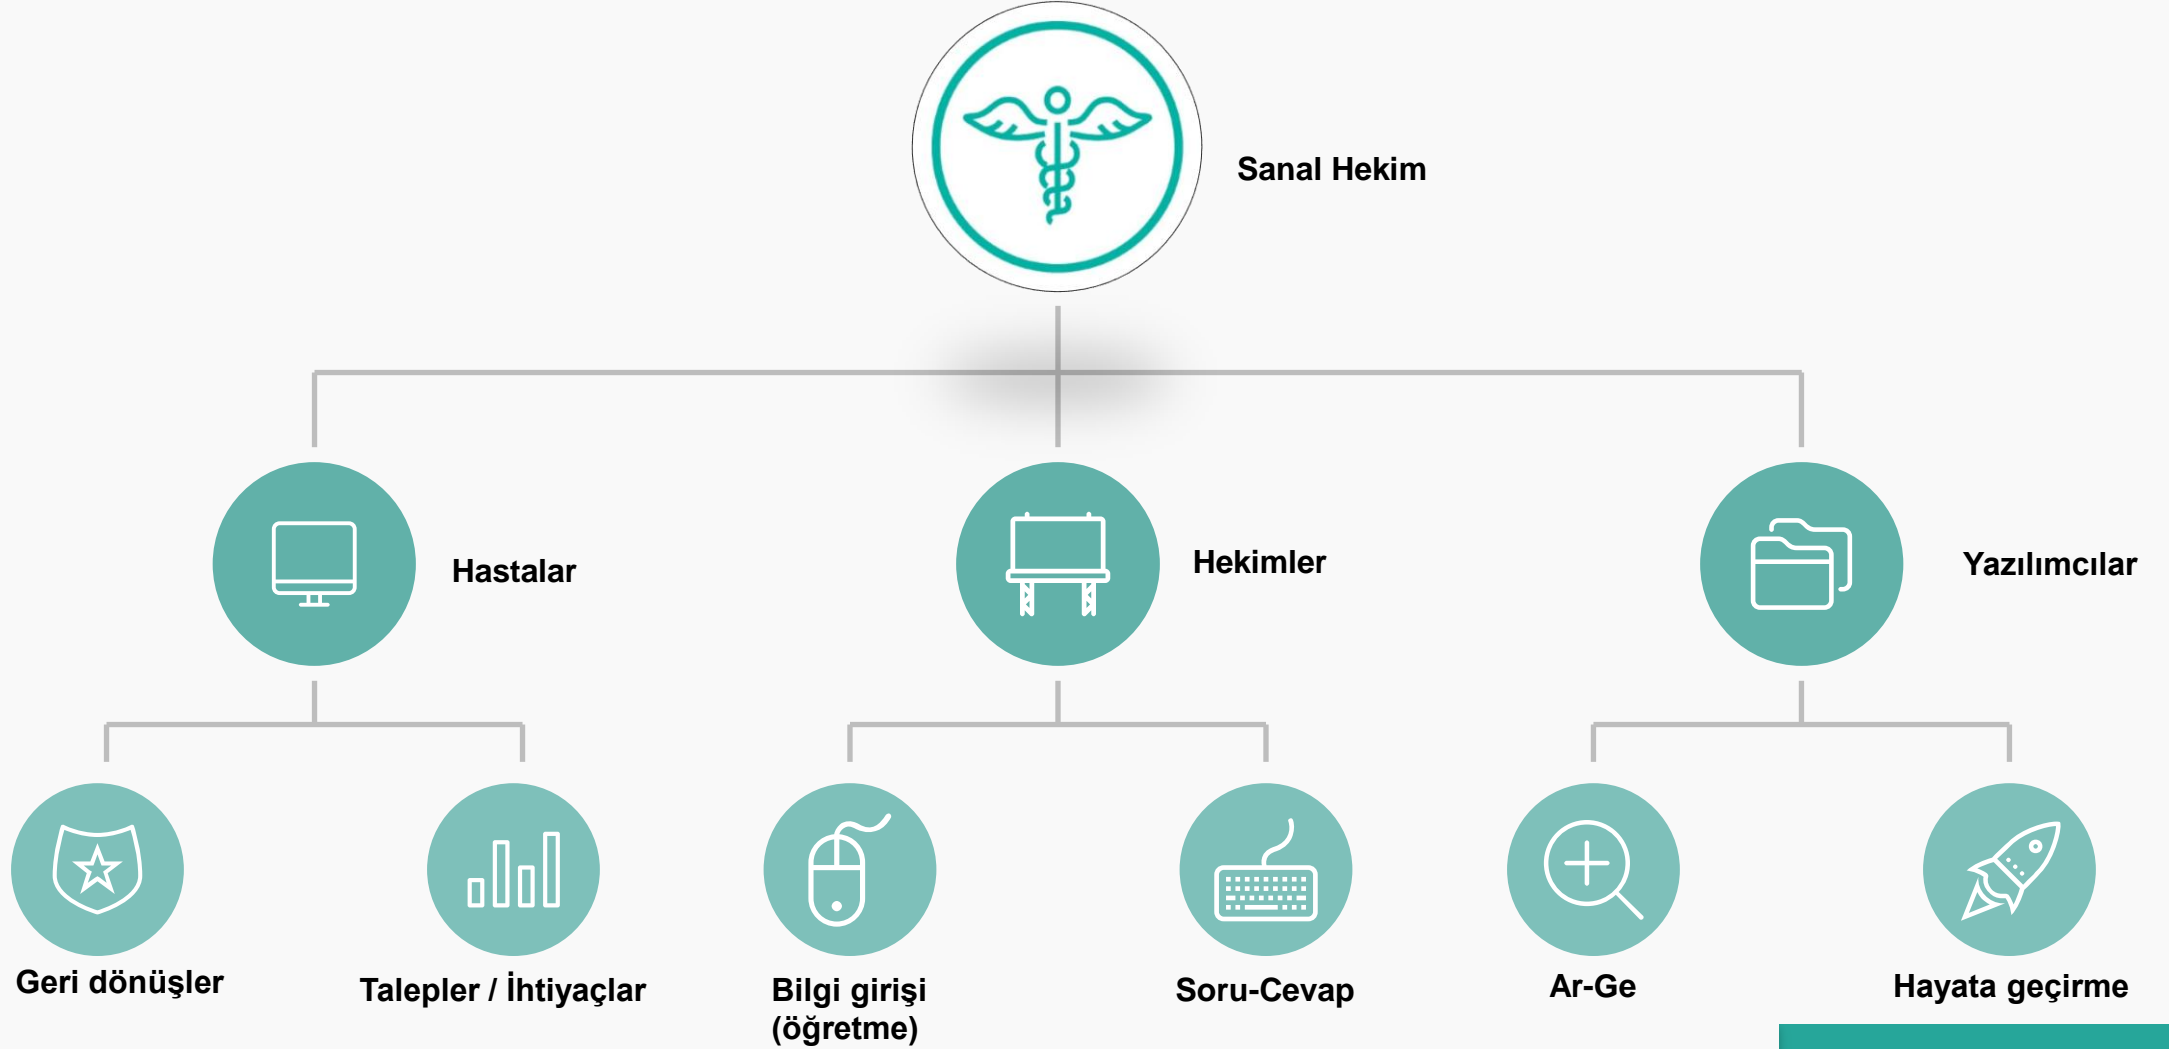 Sanal Hekim
Hastalar
Hekimler
Yazılımcılar
Geri dönüşler
Talepler / İhtiyaçlar
Bilgi girişi
(öğretme)
Soru-Cevap
Ar-Ge
Hayata geçirme